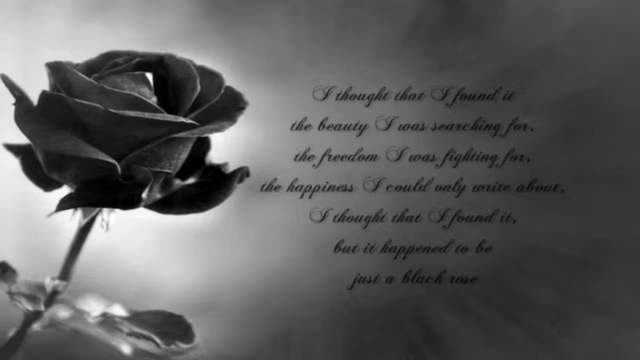 I thought that I found it
the beauty I was searching for,
the freedom I was fighting for,
the happiness I could only write about,
I thought that I found it,
but it happened to be
just a black rose